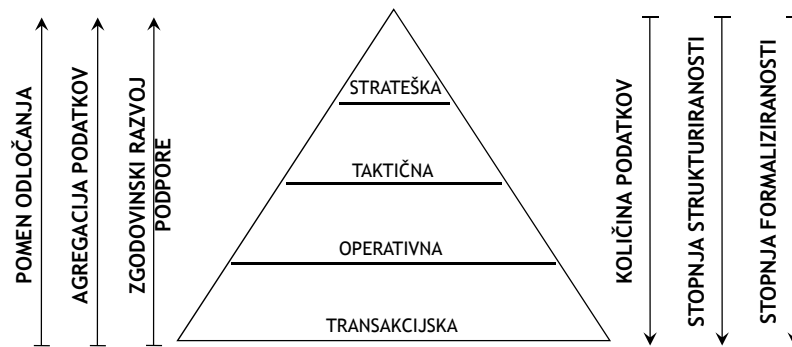 POMEN ODLOČANJA
AGREGACIJA PODATKOV
ZGODOVINSKI RAZVOJ
PODPORE
STRATEŠKA
TAKTIČNA
OPERATIVNA
TRANSAKCIJSKA
KOLIČINA PODATKOV
STOPNJA STRUKTURIRANOSTI
STOPNJA FORMALIZIRANOSTI